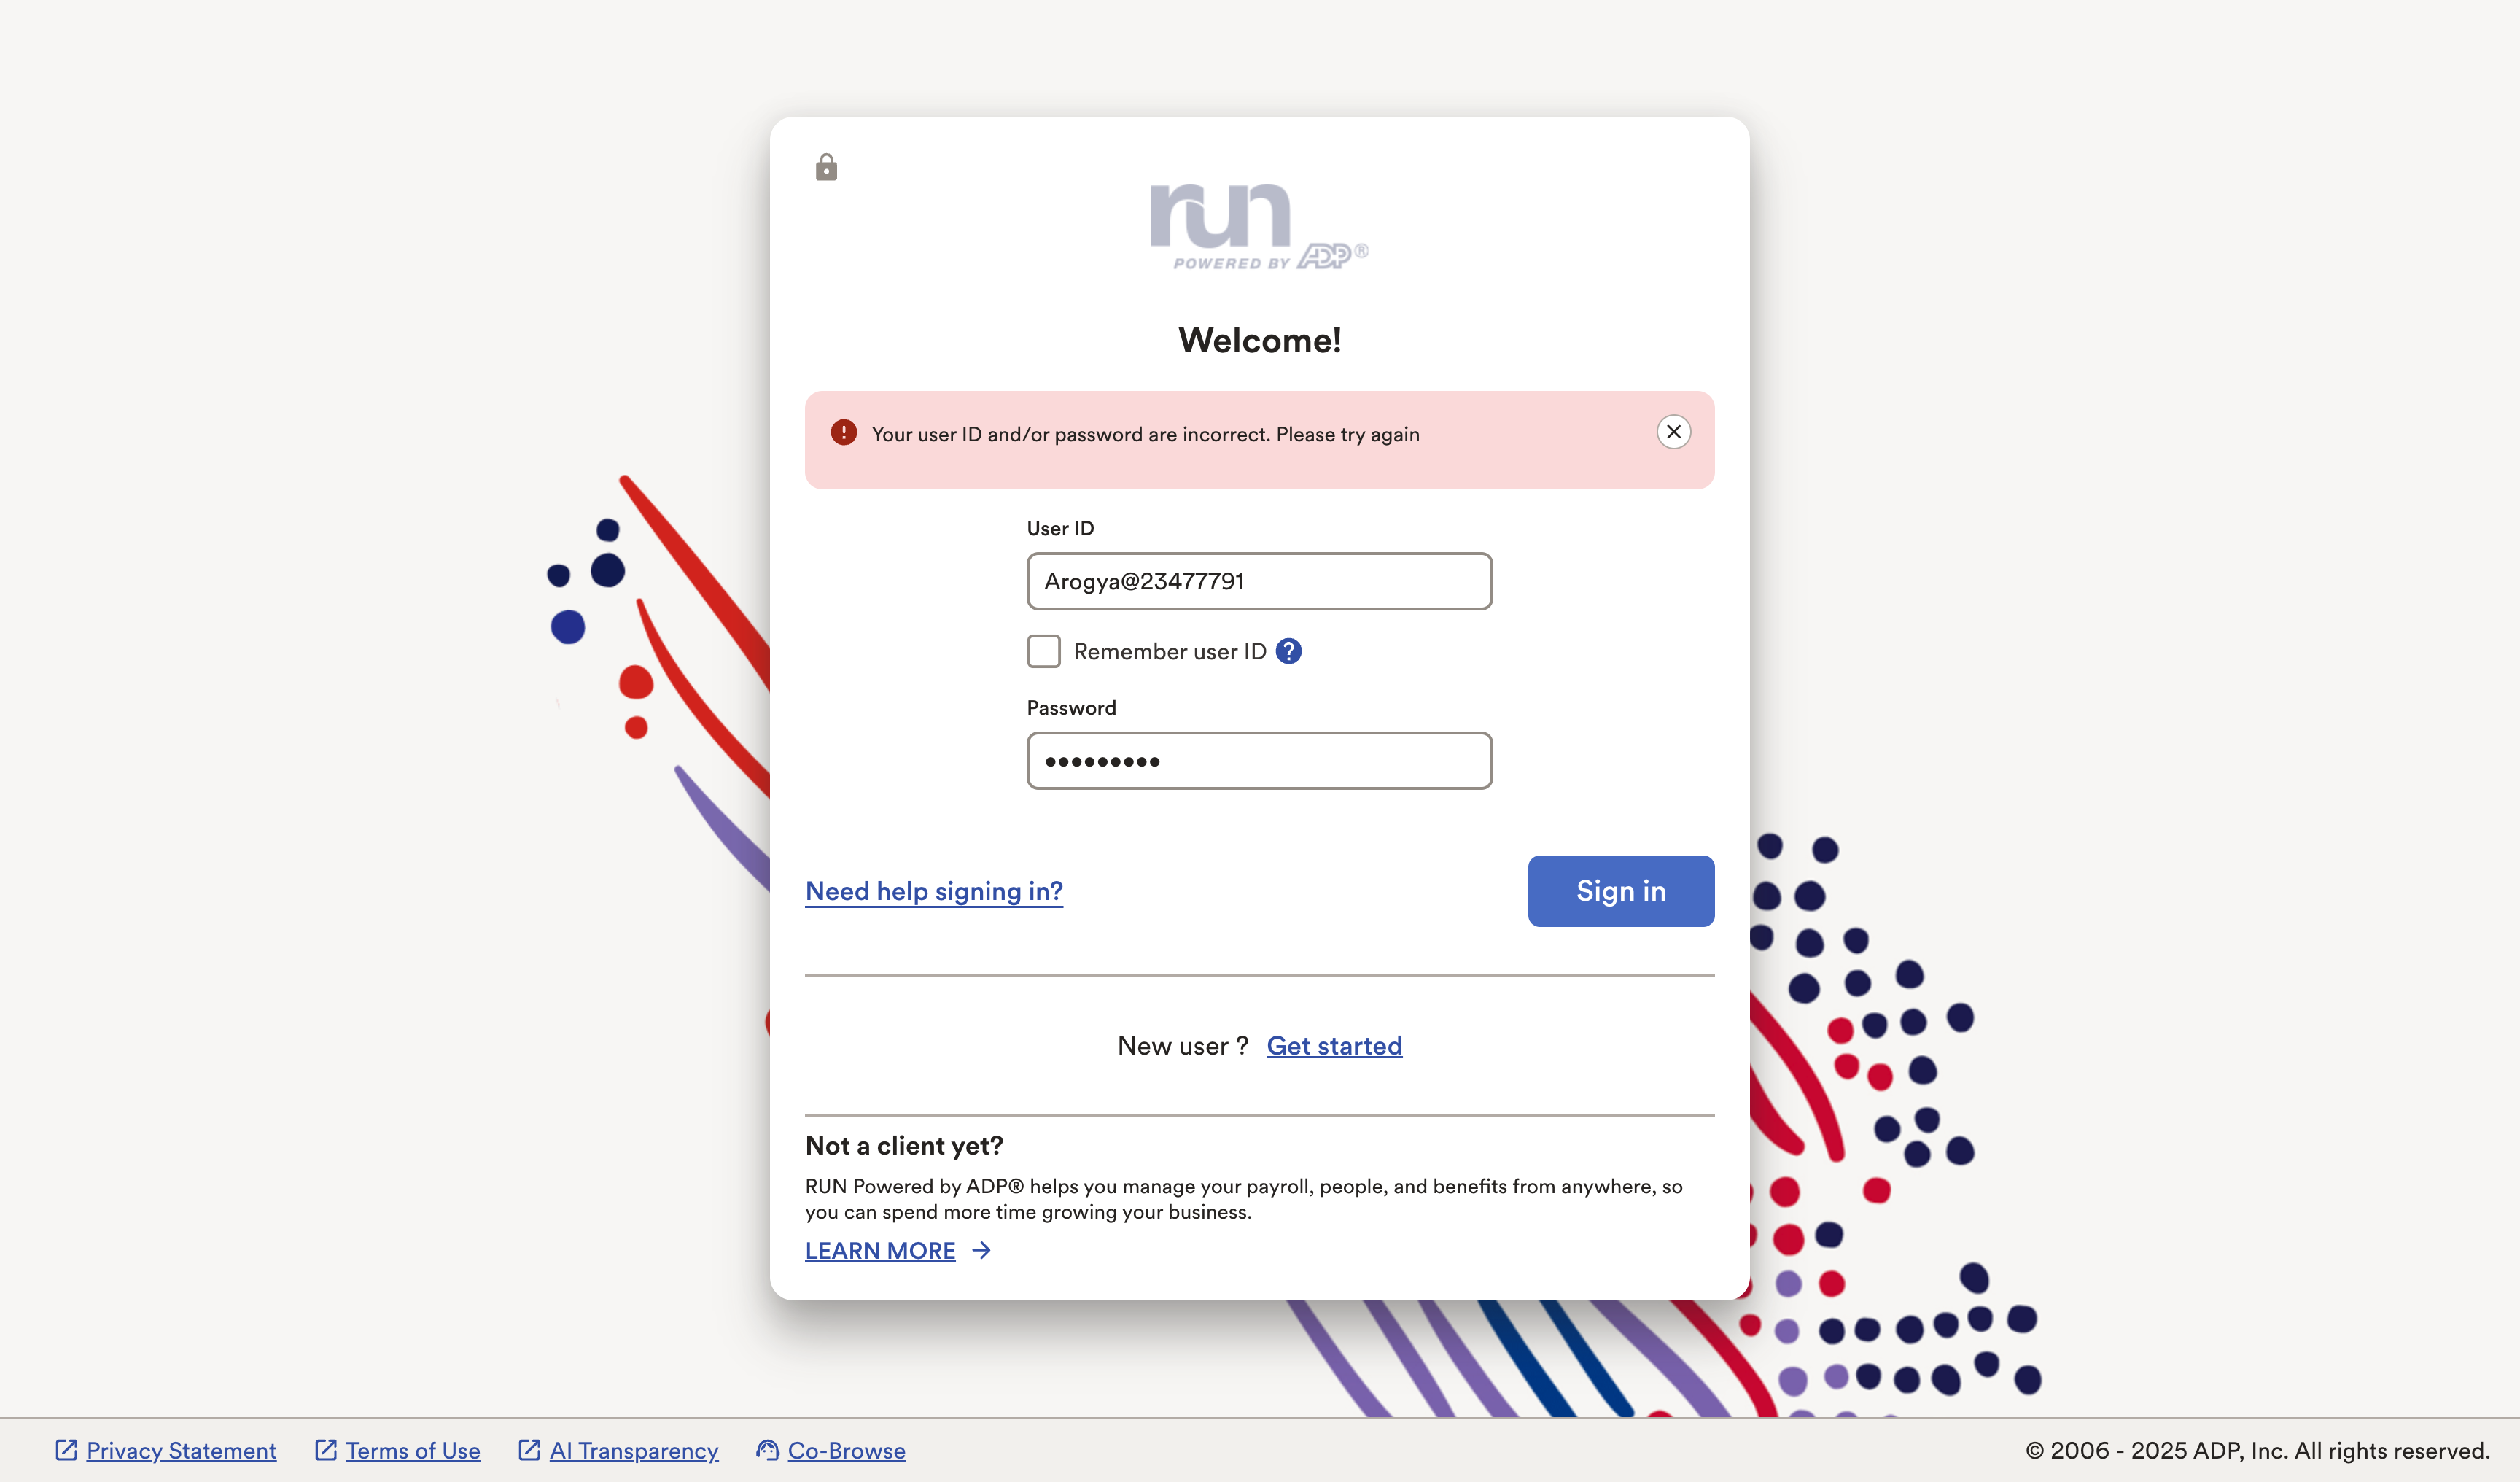 run
POWERED BY ADP®
Welcome!
Your user ID and/or password are incorrect. Please try again
User ID
Arogya@23477791
Remember user ID
Password
•••••••••
Need help signing in?
Sign in
New user ? Get started
Not a client yet?
RUN Powered by ADP® helps you manage your payroll, people, and benefits from anywhere, so
you can spend more time growing your business.
LEARN MORE
Privacy Statement Terms of Use AI Transparency Co-Browse © 2006 - 2025 ADP, Inc. All rights reserved.